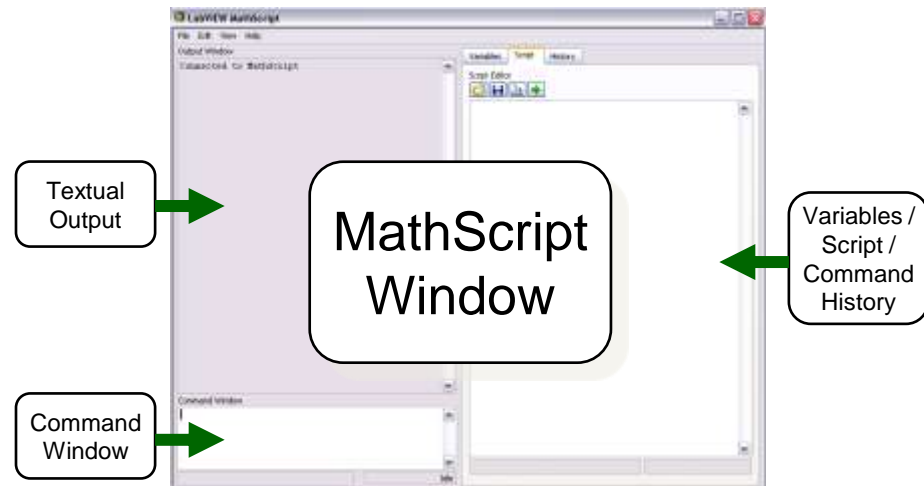 LabVIEW MathScript
File Edit View Help
Output Window
Connected to MathScript
Variables Script History
Script Editor
Textual
Output
MathScript
Window
Variables /
Script /
Command
History
Command Window
Command
Window
Idle